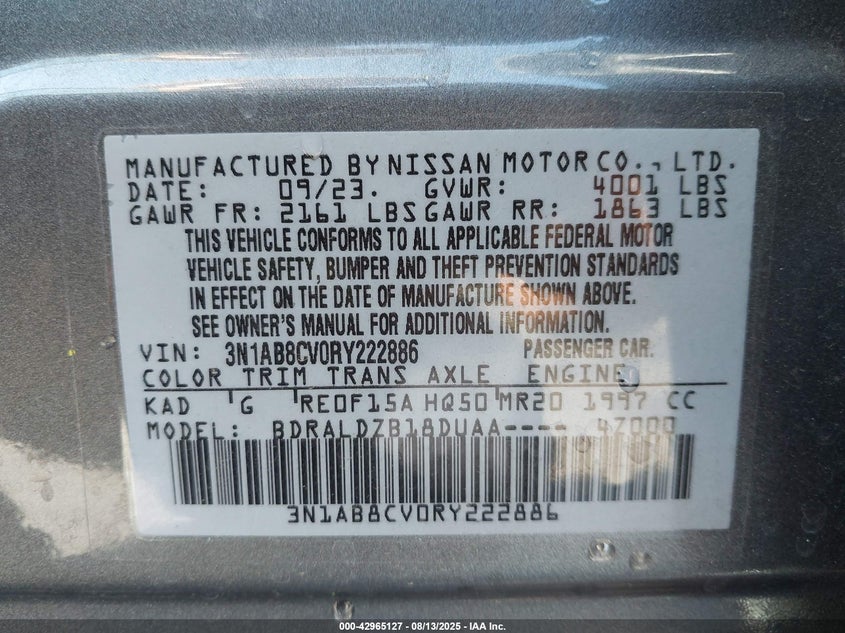 MANUFACTURED BY NISSAN MOTOR CO., LTD.
DATE: 09/23. GVWR: 4001 LBS
GAWR FR: 2161 LBS GAWR RR: 1863 LBS
THIS VEHICLE CONFORMS TO ALL APPLICABLE FEDERAL MOTOR
VEHICLE SAFETY, BUMPER AND THEFT PREVENTION STANDARDS
IN EFFECT ON THE DATE OF MANUFACTURE SHOWN ABOVE.
SEE OWNER'S MANUAL FOR ADDITIONAL INFORMATION.
VIN: 3N1AB8CV0RY222886 PASSENGER CAR.
COLOR TRIM TRANS AXLE ENGINE
KAD G RE0F15A HQ50 MR20 1997 CC
MODEL: BDRALDZB18DUAA---- 4Z000
3N1AB8CV0RY222886
000-42965127 - 08/13/2025 - IAA Inc.